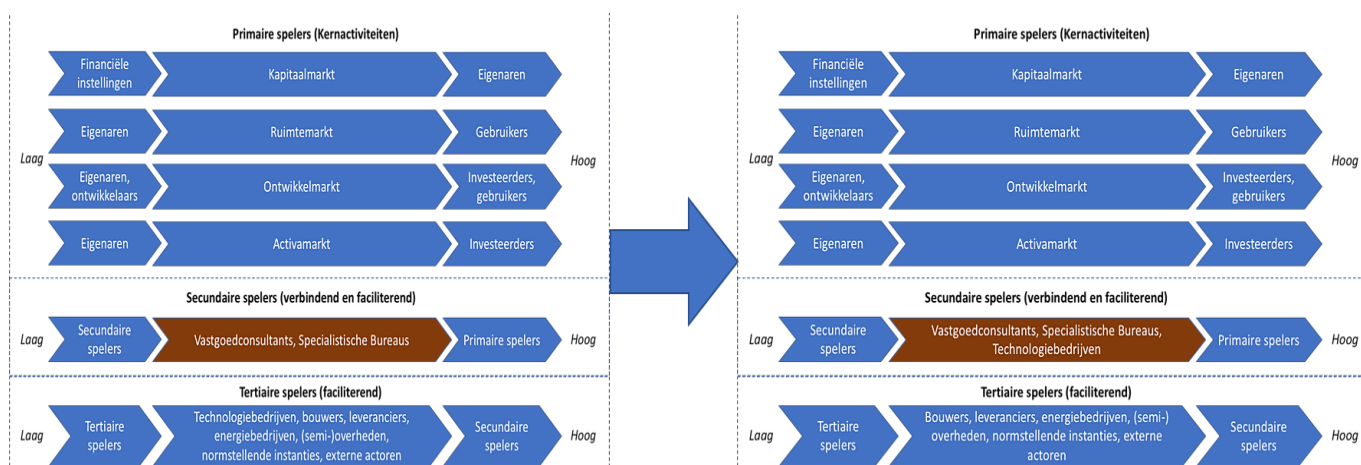 Primaire spelers (Kernactiviteiten)
Financiële
instellingen
Kapitaalmarkt
Eigenaren
Eigenaren
Ruimtemarkt
Gebruikers
Laag
Hoog
Eigenaren,
ontwikkelaars
Ontwikkelmarkt
Investeerders,
gebruikers
Eigenaren
Activamarkt
Investeerders
Secundaire spelers (verbindend en faciliterend)
Laag
Secundaire
spelers
Vastgoedconsultants, Specialistische Bureaus
Primaire spelers
Hoog
Tertiaire spelers (faciliterend)
Laag
Tertiaire
spelers
Technologiebedrijven, bouwers, leveranciers,
energiebedrijven, (semi-)overheden,
normstellende instanties, externe actoren
Secundaire
spelers
Hoog
Primaire spelers (Kernactiviteiten)
Financiële
instellingen
Kapitaalmarkt
Eigenaren
Eigenaren
Ruimtemarkt
Gebruikers
Laag
Hoog
Eigenaren,
ontwikkelaars
Ontwikkelmarkt
Investeerders,
gebruikers
Eigenaren
Activamarkt
Investeerders
Secundaire spelers (verbindend en faciliterend)
Laag
Secundaire
spelers
Vastgoedconsultants, Specialistische Bureaus,
Technologiebedrijven
Primaire spelers
Hoog
Tertiaire spelers (faciliterend)
Laag
Tertiaire
spelers
Bouwers, leveranciers, energiebedrijven, (semi-)
overheden, normstellende instanties, externe
actoren
Secundaire
spelers
Hoog